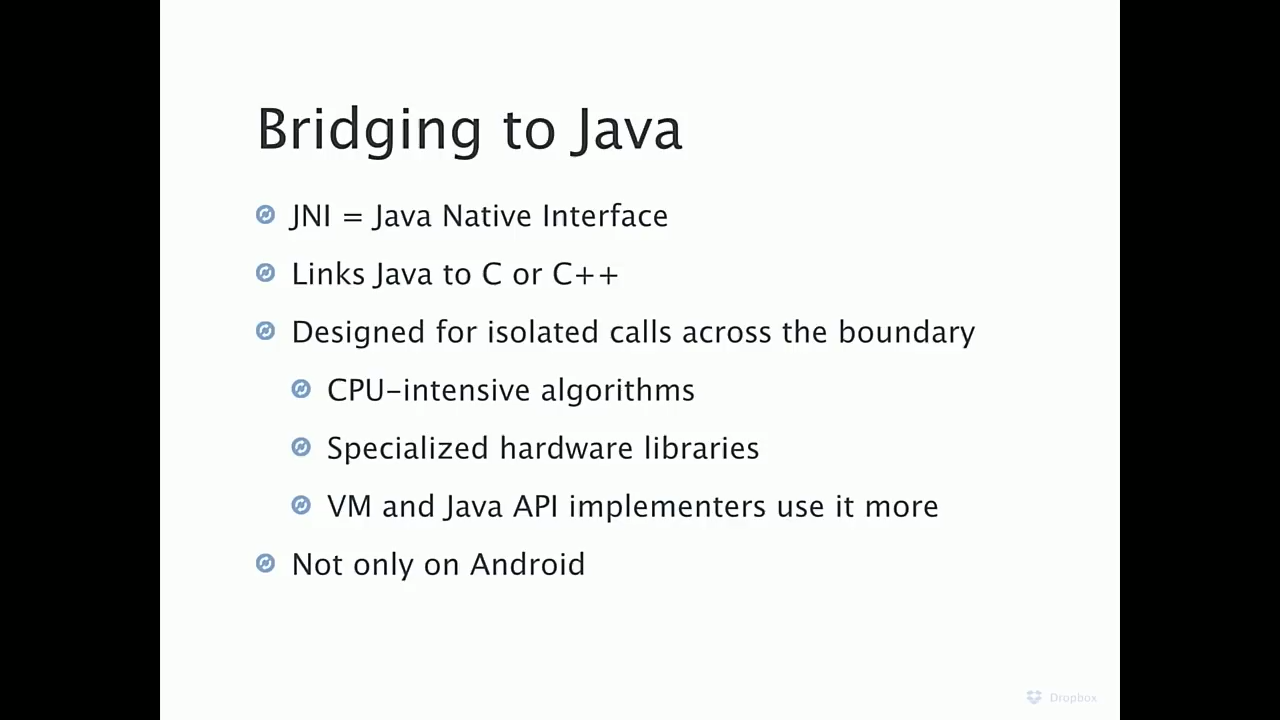 Bridging to Java
JNI = Java Native Interface
Links Java to C or C++
Designed for isolated calls across the boundary
CPU-intensive algorithms
Specialized hardware libraries
VM and Java API implementers use it more
Not only on Android
Dropbox